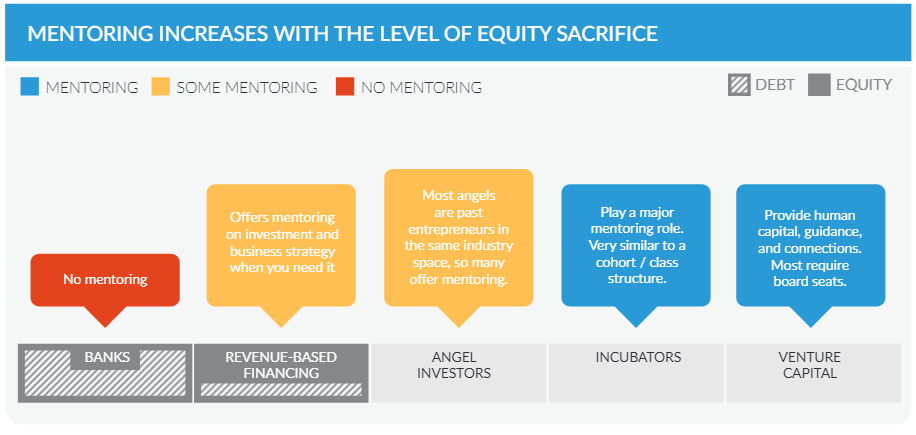 MENTORING INCREASES WITH THE LEVEL OF EQUITY SACRIFICE
MENTORING
SOME MENTORING
NO MENTORING
DEBT
EQUITY
No mentoring
Offers mentoring
on investment and
business strategy
when you need it
Most angels
are past
entrepreneurs in
the same industry
space, so many
offer mentoring.
Play a major
mentoring role.
Very similar to a
cohort / class
structure.
Provide human
capital, guidance,
and connections.
Most require
board seats.
BANKS
REVENUE-BASED
FINANCING
ANGEL
INVESTORS
INCUBATORS
VENTURE
CAPITAL